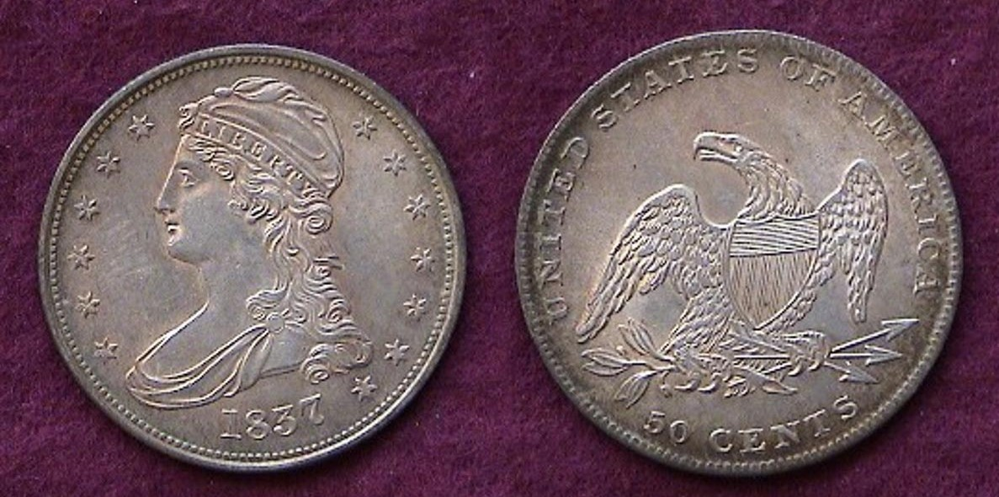 LIBERTY
1837
UNITED STATES OF AMERICA
50 CENTS